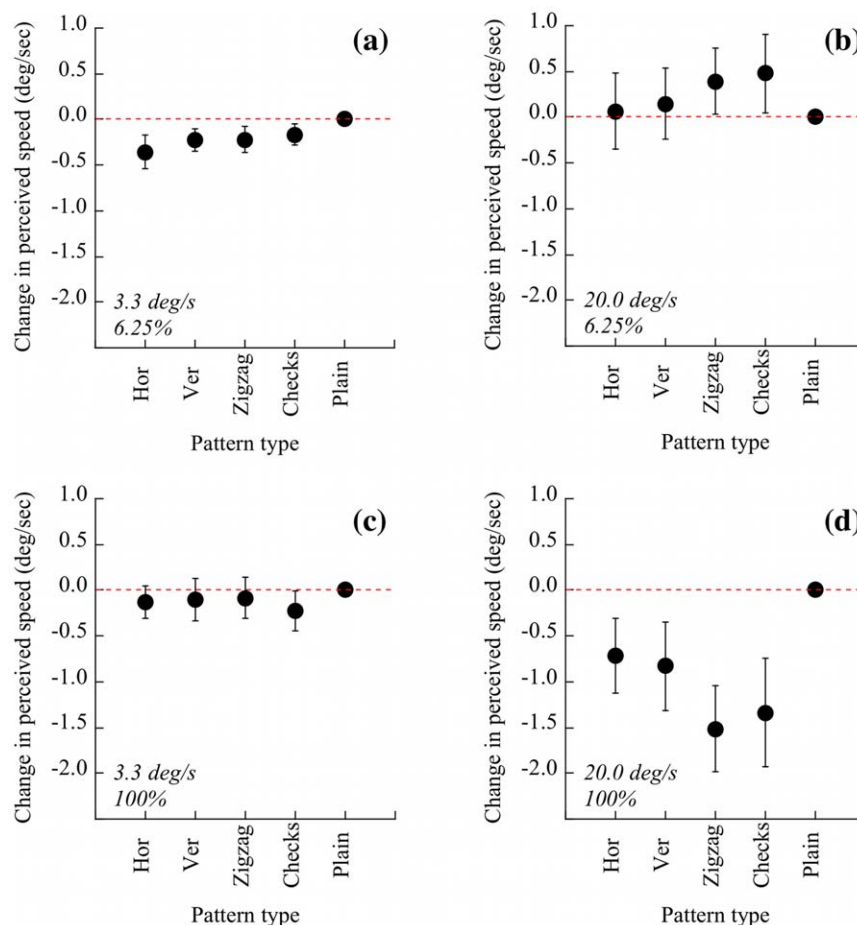 (a)
Change in perceived speed (deg/sec)
1.0
0.5
0.0
-0.5
-1.0
-1.5
-2.0
3.3 deg/s
6.25%
Hor
Ver
Zigzag
Checks
Plain
Pattern type
(b)
Change in perceived speed (deg/sec)
1.0
0.5
0.0
-0.5
-1.0
-1.5
-2.0
20.0 deg/s
6.25%
Hor
Ver
Zigzag
Checks
Plain
Pattern type
(c)
Change in perceived speed (deg/sec)
1.0
0.5
0.0
-0.5
-1.0
-1.5
-2.0
3.3 deg/s
100%
Hor
Ver
Zigzag
Checks
Plain
Pattern type
(d)
Change in perceived speed (deg/sec)
1.0
0.5
0.0
-0.5
-1.0
-1.5
-2.0
20.0 deg/s
100%
Hor
Ver
Zigzag
Checks
Plain
Pattern type